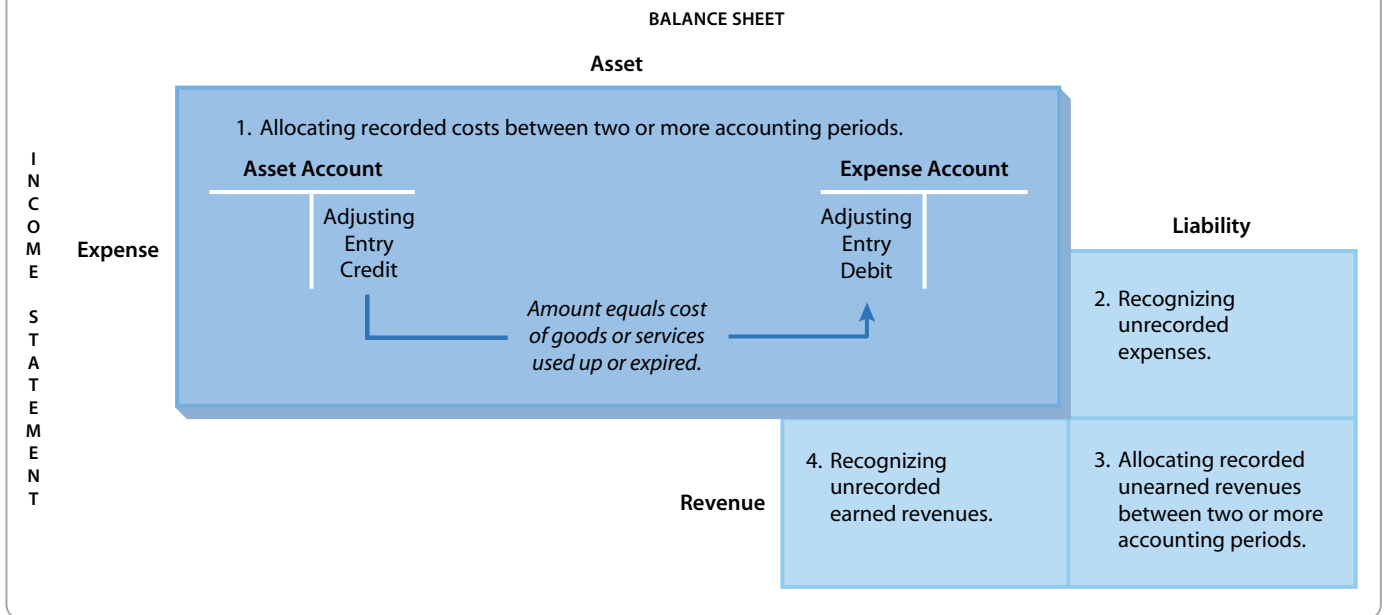 BALANCE SHEET
Asset
1. Allocating recorded costs between two or more accounting periods.
Asset Account
Expense Account
Adjusting
Entry
Credit
Adjusting
Entry
Debit
Amount equals cost
of goods or services
used up or expired.
INCOME STATEMENT
Expense
Liability
2. Recognizing
unrecorded
expenses.
Revenue
4. Recognizing
unrecorded
earned revenues.
3. Allocating recorded
unearned revenues
between two or more
accounting periods.